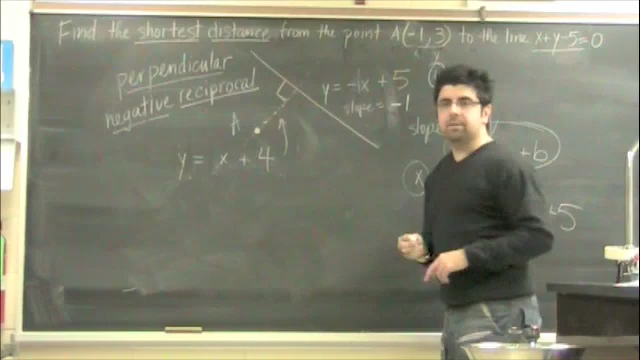 Find the shortest distance from the point A(-1, 3) to the line x+y-5=0
perpendicular
negative reciprocal
y = -1x + 5
slope = -1
slope
A
y = x + 4
+b
x
+5